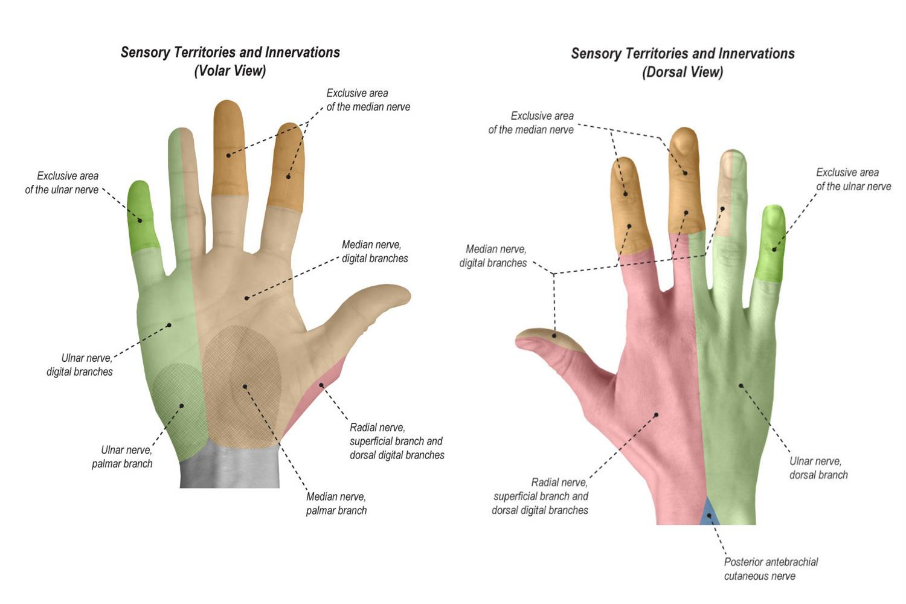 Sensory Territories and Innervations
(Volar View)
Exclusive area
of the median nerve
Exclusive area
of the ulnar nerve
Median nerve,
digital branches
Ulnar nerve,
digital branches
Ulnar nerve,
palmar branch
Radial nerve,
superficial branch and
dorsal digital branches
Median nerve,
palmar branch
Sensory Territories and Innervations
(Dorsal View)
Exclusive area
of the median nerve
Exclusive area
of the ulnar nerve
Median nerve,
digital branches
Ulnar nerve,
dorsal branch
Radial nerve,
superficial branch and
dorsal digital branches
Posterior antebrachial
cutaneous nerve